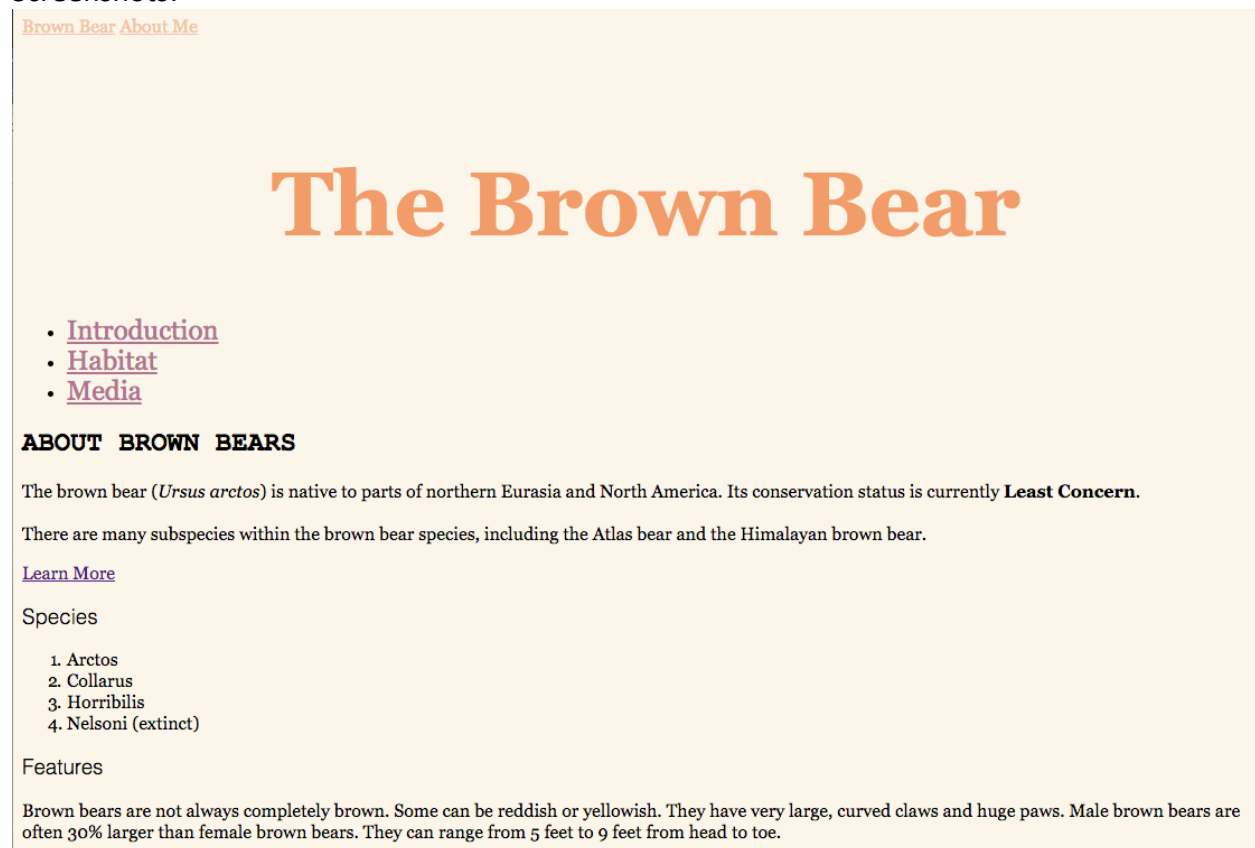 Brown Bear About Me
The Brown Bear
• Introduction
• Habitat
• Media
ABOUT BROWN BEARS
The brown bear (Ursus arctos) is native to parts of northern Eurasia and North America. Its conservation status is currently Least Concern.
There are many subspecies within the brown bear species, including the Atlas bear and the Himalayan brown bear.
Learn More
Species
1. Arctos
2. Collarus
3. Horribilis
4. Nelsoni (extinct)
Features
Brown bears are not always completely brown. Some can be reddish or yellowish. They have very large, curved claws and huge paws. Male brown bears are
often 30% larger than female brown bears. They can range from 5 feet to 9 feet from head to toe.